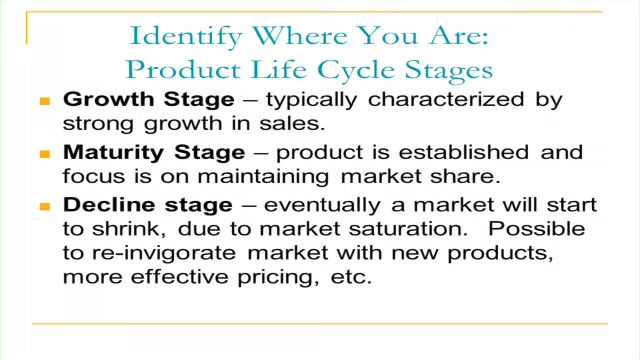 Identify Where You Are:
Product Life Cycle Stages
Growth Stage – typically characterized by
strong growth in sales.
Maturity Stage – product is established and
focus is on maintaining market share.
Decline stage – eventually a market will start
to shrink, due to market saturation. Possible
to re-invigorate market with new products,
more effective pricing, etc.